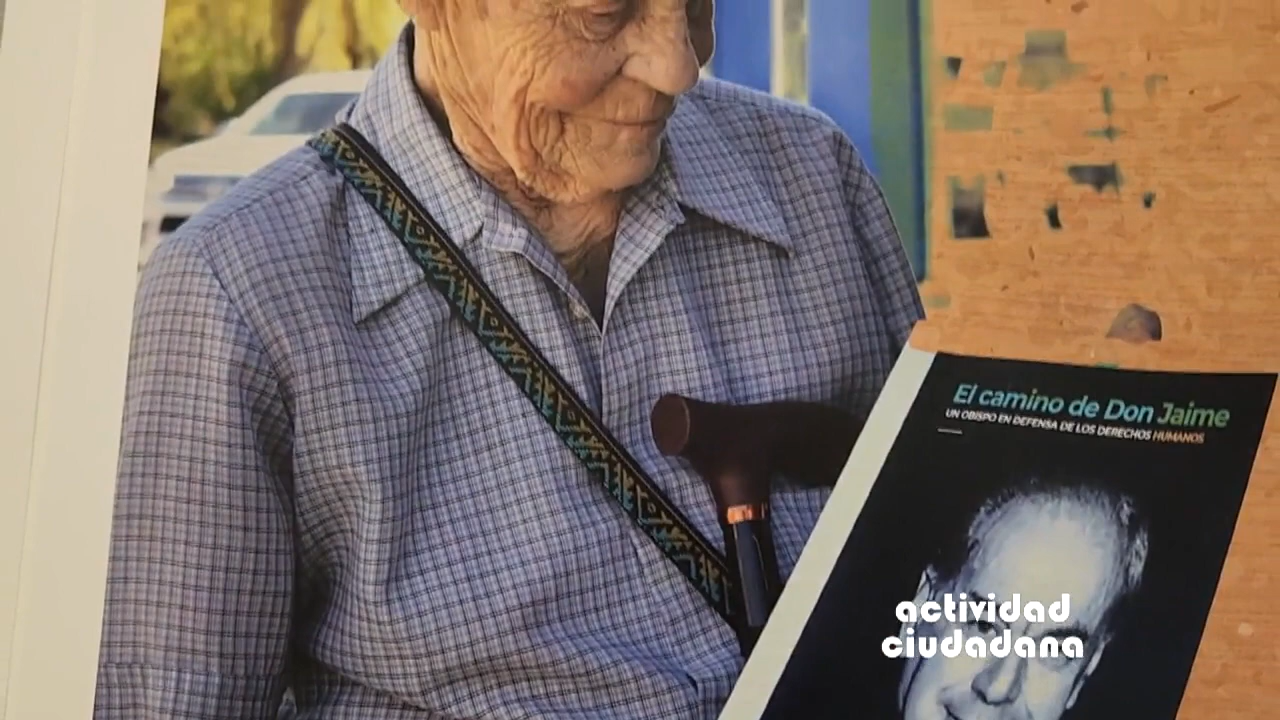 El camino de Don Jaime
UN OBISPO EN DEFENSA DE LOS DERECHOS HUMANOS
actividad
ciudadana